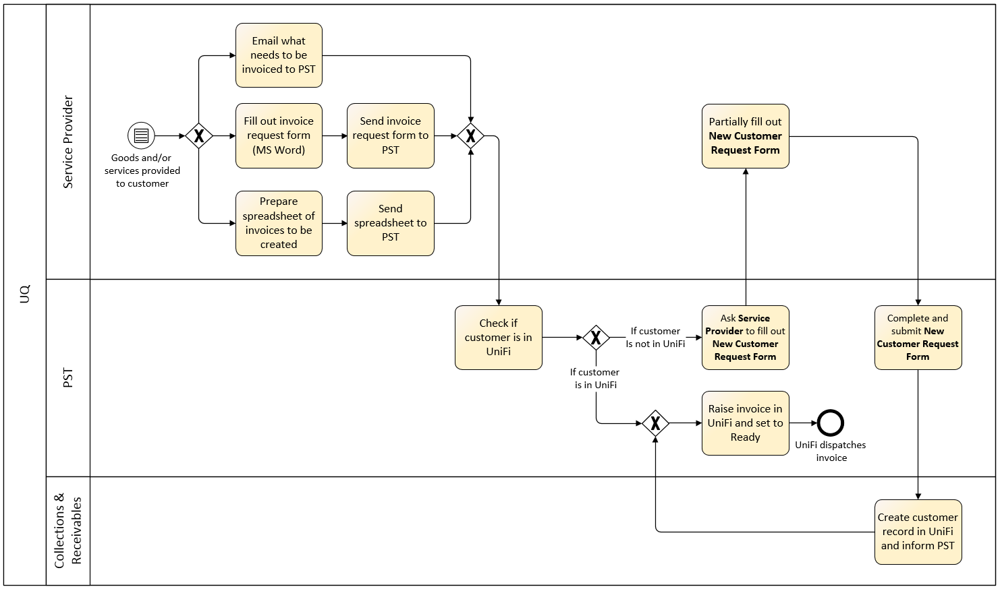 UQ
Service Provider
Goods and/or
services provided
to customer
X
Email what
needs to be
invoiced to PST
Fill out invoice
request form
(MS Word)
Send invoice
request form to
PST
Prepare
spreadsheet of
invoices to be
created
Send
spreadsheet to
PST
X
Partially fill out
New Customer
Request Form
PST
Check if
customer is in
UniFi
X
If customer
Is not in UniFi
If customer
is in UniFi
Ask Service
Provider to fill out
New Customer
Request Form
Complete and
submit New
Customer Request
Form
X
Raise invoice in
UniFi and set to
Ready
UniFi dispatches
invoice
Collections &
Receivables
Create customer
record in UniFi
and inform PST